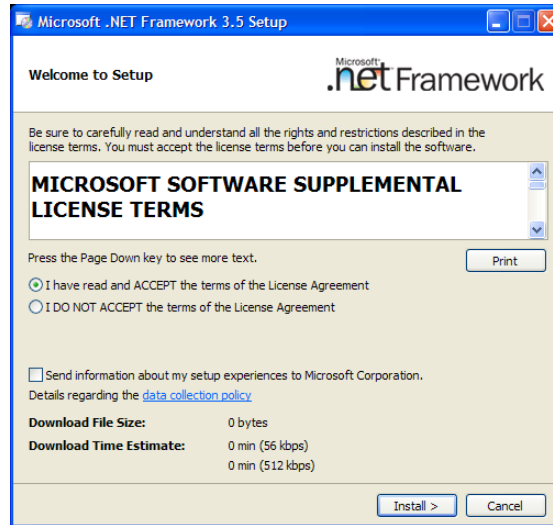 Microsoft .NET Framework 3.5 Setup
Welcome to Setup
Microsoft
.net Framework
Be sure to carefully read and understand all the rights and restrictions described in the
license terms. You must accept the license terms before you can install the software.
MICROSOFT SOFTWARE SUPPLEMENTAL
LICENSE TERMS
Press the Page Down key to see more text.
Print
I have read and ACCEPT the terms of the License Agreement
I DO NOT ACCEPT the terms of the License Agreement
Send information about my setup experiences to Microsoft Corporation.
Details regarding the data collection policy
Download File Size: 0 bytes
Download Time Estimate: 0 min (56 kbps)
0 min (512 kbps)
Install >
Cancel